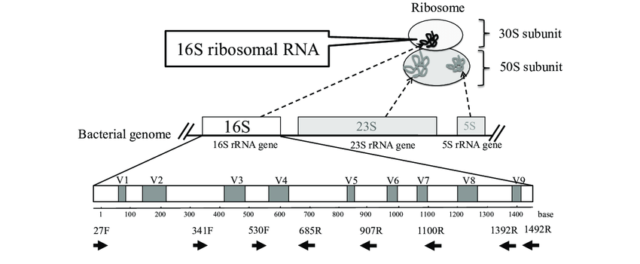 Ribosome
16S ribosomal RNA
30S subunit
50S subunit
Bacterial genome
16S
23S
5S
16S rRNA gene
23S rRNA gene
5S rRNA gene
V1 V2 V3 V4 V5 V6 V7 V8 V9
1 100 200 300 400 500 600 700 800 900 1000 1100 1200 1300 1400 base
27F 341F 530F 685R 907R 1100R 1392R 1492R